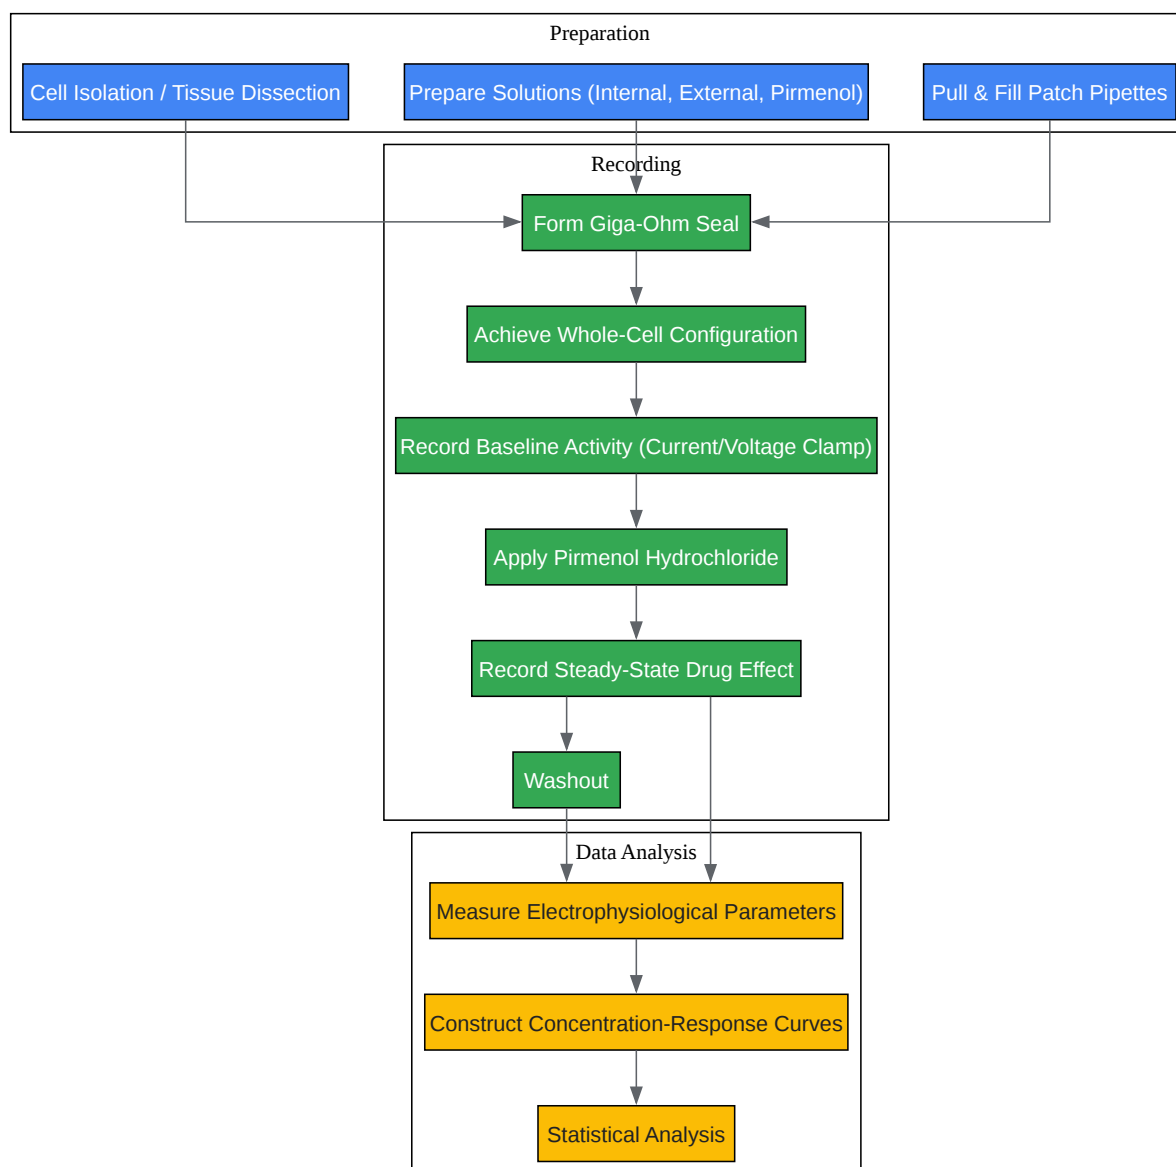 Preparation
Cell Isolation / Tissue Dissection
Prepare Solutions (Internal, External, Pirmenol)
Pull & Fill Patch Pipettes
Recording
Form Giga-Ohm Seal
Achieve Whole-Cell Configuration
Record Baseline Activity (Current/Voltage Clamp)
Apply Pirmenol Hydrochloride
Record Steady-State Drug Effect
Washout
Data Analysis
Measure Electrophysiological Parameters
Construct Concentration-Response Curves
Statistical Analysis